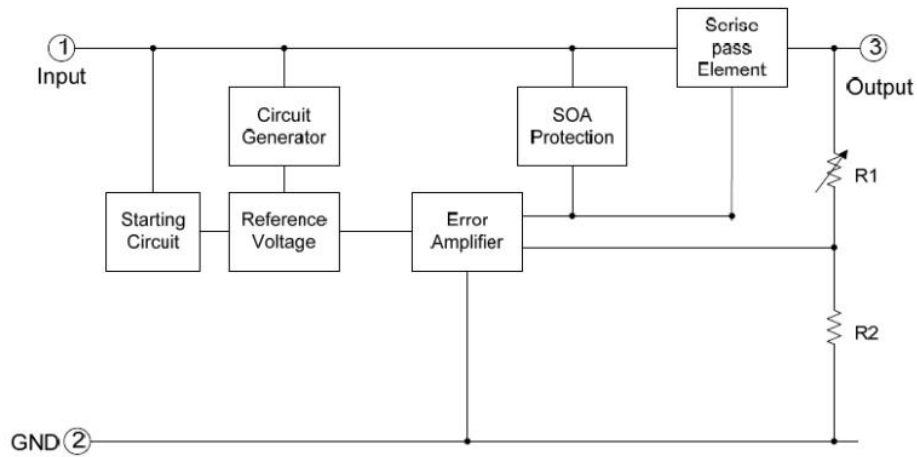 1
Input
Circuit
Generator
SOA
Protection
Serise
pass
Element
3
Output
Starting
Circuit
Reference
Voltage
Error
Amplifier
R1
R2
GND 2